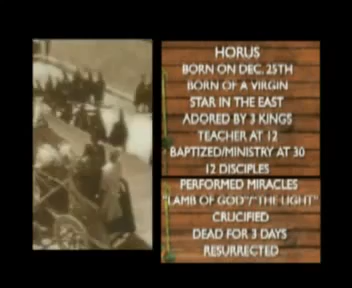 HORUS
BORN ON DEC. 25TH
BORN OF A VIRGIN
STAR IN THE EAST
ADORED BY 3 KINGS
TEACHER AT 12
BAPTIZED/MINISTRY AT 30
12 DISCIPLES
PERFORMED MIRACLES
"LAMB OF GOD"/"THE LIGHT"
CRUCIFIED
DEAD FOR 3 DAYS
RESURRECTED